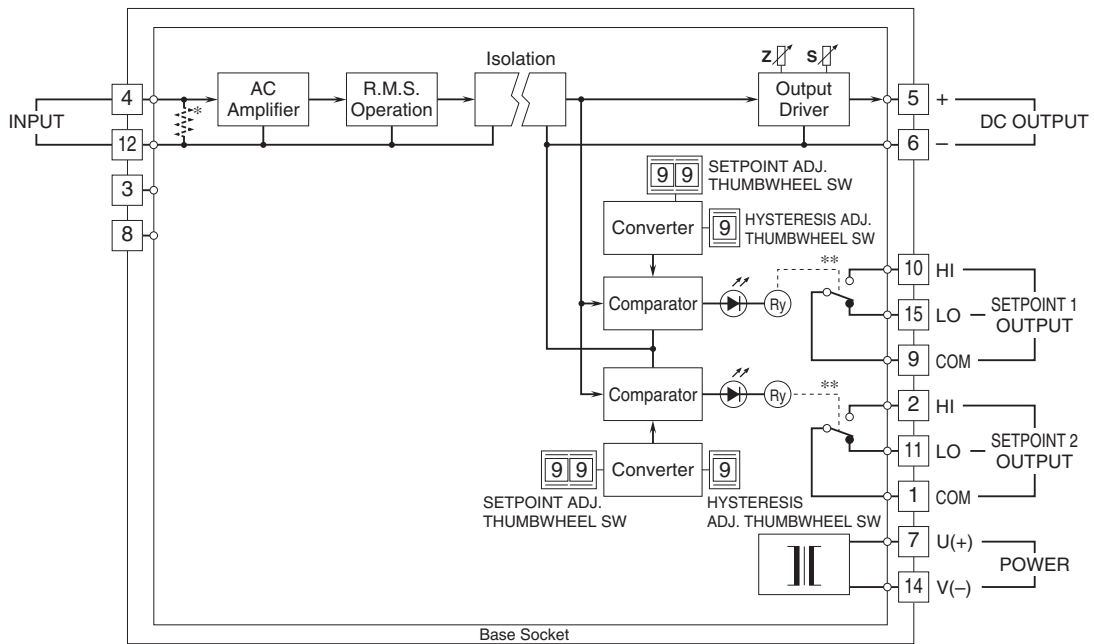 Isolation
Z
S
4
AC
Amplifier
R.M.S.
Operation
Output
Driver
5
+
INPUT
*
DC OUTPUT
12
6
–
3
9 9
SETPOINT ADJ.
THUMBWHEEL SW
8
Converter
9
HYSTERESIS ADJ.
THUMBWHEEL SW
**
10
HI
Comparator
Ry
15
LO
SETPOINT 1
OUTPUT
9
COM
Comparator
Ry
**
2
HI
11
LO
SETPOINT 2
OUTPUT
9 9
Converter
9
1
COM
SETPOINT ADJ.
THUMBWHEEL SW
HYSTERESIS
ADJ. THUMBWHEEL SW
7
U(+)
POWER
14
V(–)
Base Socket